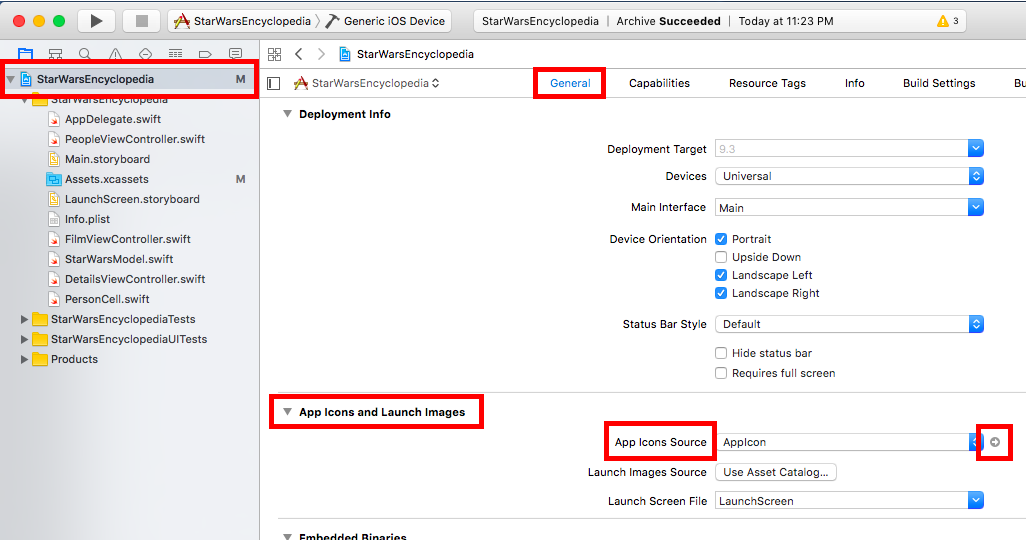 StarWarsEncyclopedia Generic iOS Device
StarWarsEncyclopedia | Archive Succeeded | Today at 11:23 PM
3
StarWarsEncyclopedia M
StarWarsEncyclopedia
AppDelegate.swift
PeopleViewController.swift
Main.storyboard
Assets.xcassets M
LaunchScreen.storyboard
Info.plist
FilmViewController.swift
StarWarsModel.swift
DetailsViewController.swift
PersonCell.swift
StarWarsEncyclopediaTests
StarWarsEncyclopediaUITests
Products
StarWarsEncyclopedia
StarWarsEncyclopedia General Capabilities Resource Tags Info Build Settings Bu
Deployment Info
Deployment Target 9.3
Devices Universal
Main Interface Main
Device Orientation Portrait
Upside Down
Landscape Left
Landscape Right
Status Bar Style Default
Hide status bar
Requires full screen
App Icons and Launch Images
App Icons Source AppIcon
Launch Images Source Use Asset Catalog...
Launch Screen File LaunchScreen
Embedded Binaries